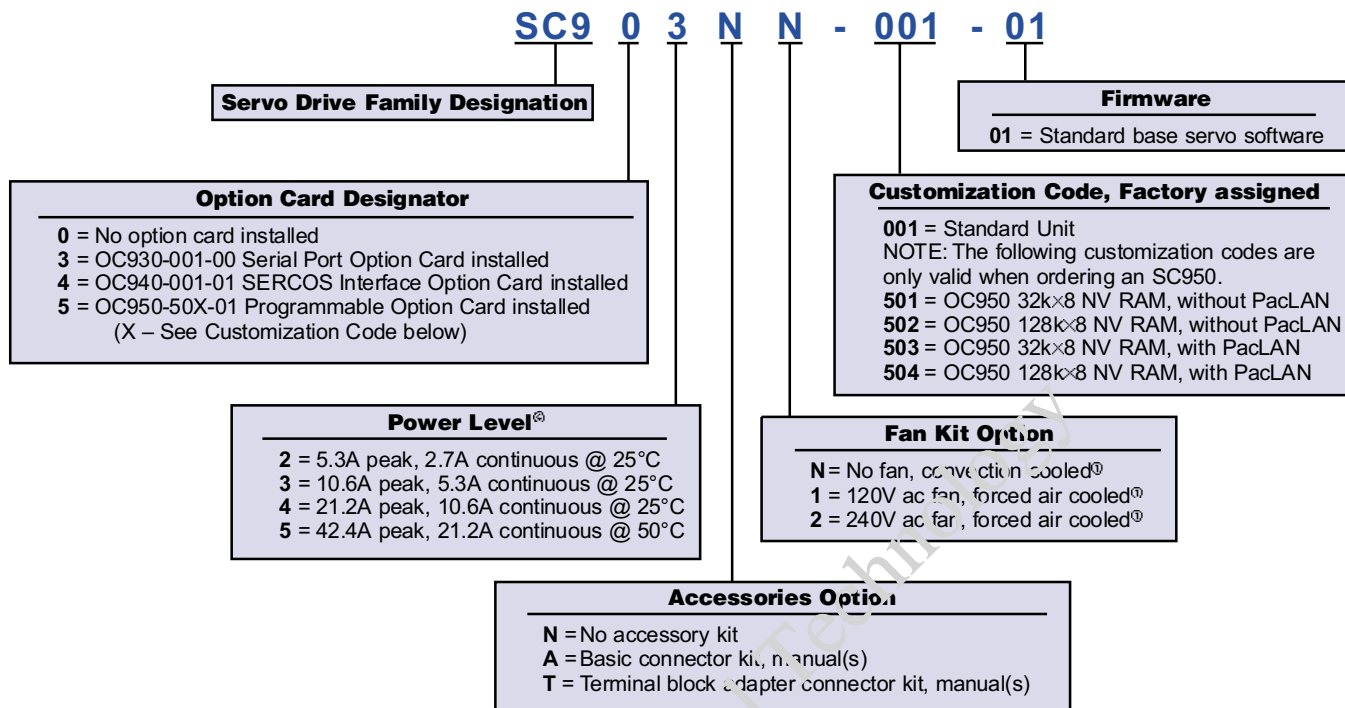 SC9 0 3 N N - 001 - 01
Servo Drive Family Designation
Firmware
01 = Standard base servo software
Option Card Designator
0 = No option card installed
3 = OC930-001-00 Serial Port Option Card installed
4 = OC940-001-01 SERCOS Interface Option Card installed
5 = OC950-50X-01 Programmable Option Card installed
(X – See Customization Code below)
Customization Code, Factory assigned
001 = Standard Unit
NOTE: The following customization codes are
only valid when ordering an SC950.
501 = OC950 32k×8 NV RAM, without PacLAN
502 = OC950 128k×8 NV RAM, without PacLAN
503 = OC950 32k×8 NV RAM, with PacLAN
504 = OC950 128k×8 NV RAM, with PacLAN
Power Level
2 = 5.3A peak, 2.7A continuous @ 25°C
3 = 10.6A peak, 5.3A continuous @ 25°C
4 = 21.2A peak, 10.6A continuous @ 25°C
5 = 42.4A peak, 21.2A continuous @ 50°C
Fan Kit Option
N = No fan, convection cooled①
1 = 120V ac fan, forced air cooled①
2 = 240V ac fan, forced air cooled①
Accessories Option
N = No accessory kit
A = Basic connector kit, manual(s)
T = Terminal block adapter connector kit, manual(s)
Technology